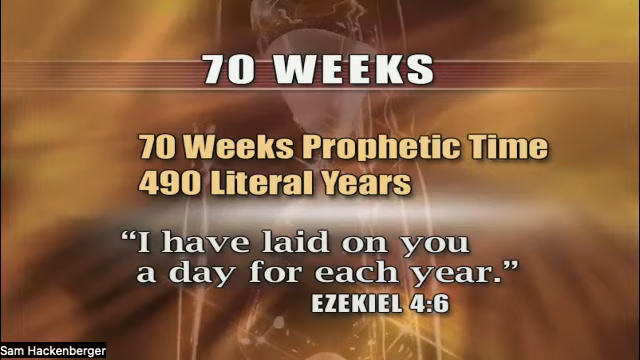 70 WEEKS
70 Weeks Prophetic Time
490 Literal Years
“I have laid on you
a day for each year.”
EZEKIEL 4:6
Sam Hackenberger